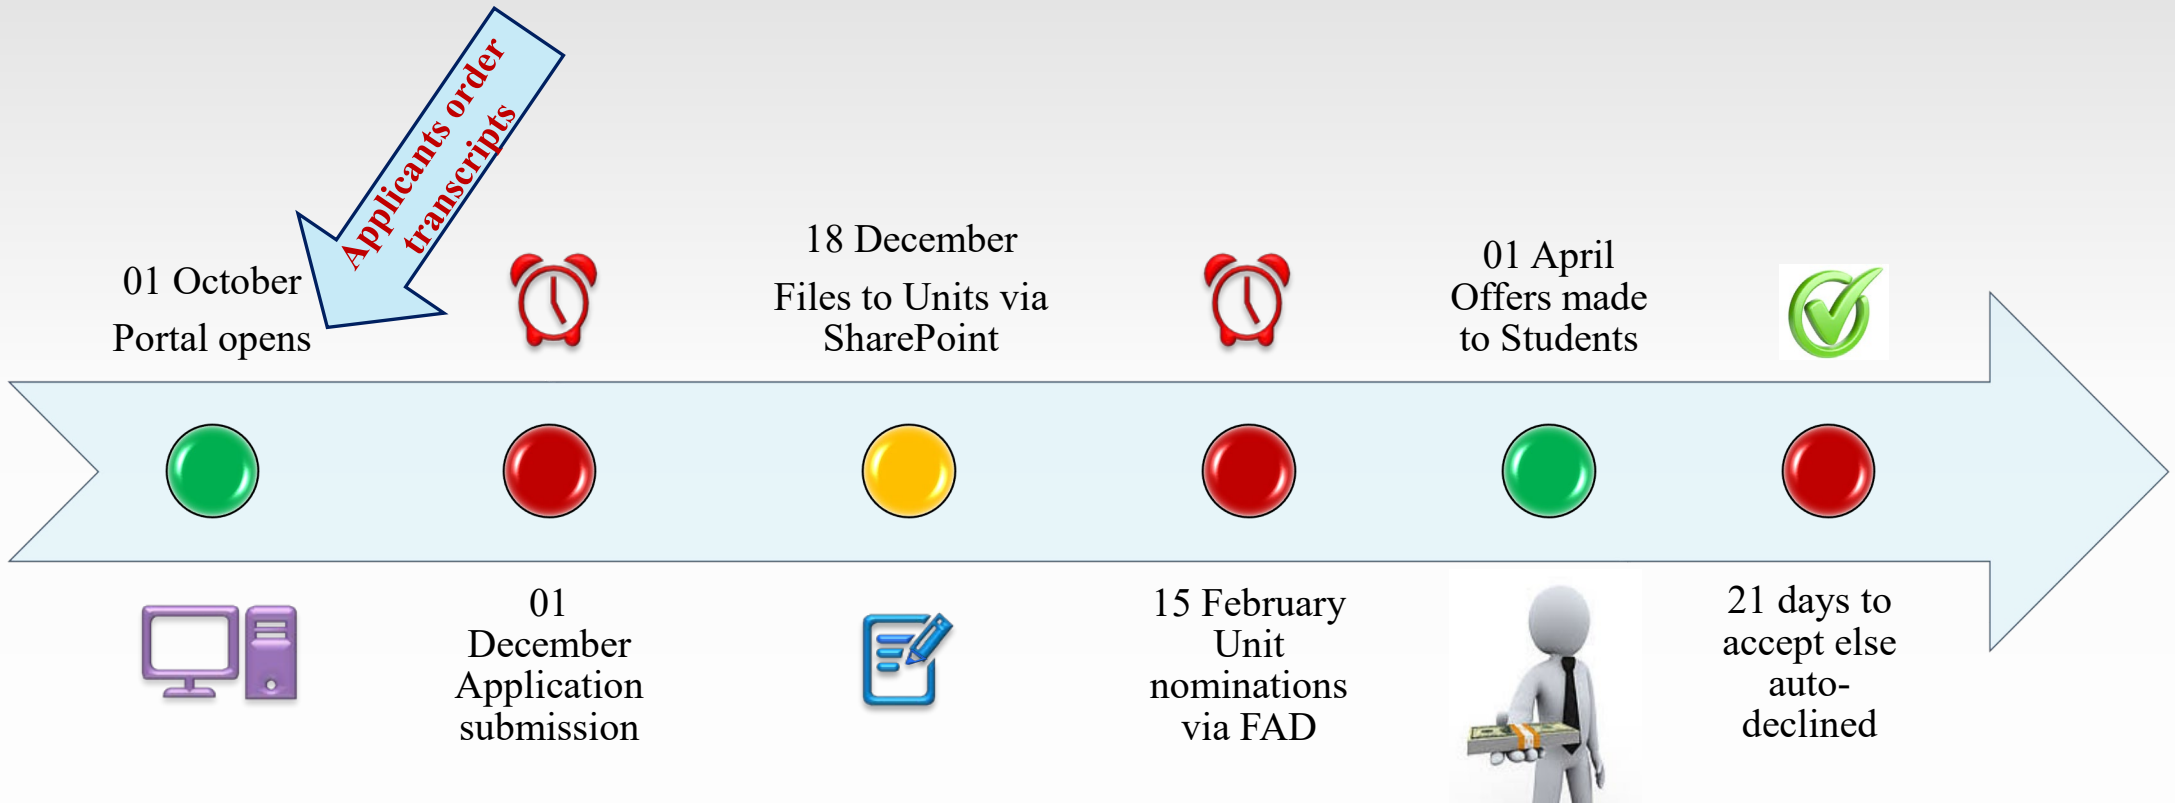 Applicants order
transcripts
01 October
Portal opens
01
December
Application
submission
18 December
Files to Units via
SharePoint
15 February
Unit
nominations
via FAD
01 April
Offers made
to Students
21 days to
accept else
auto-
declined